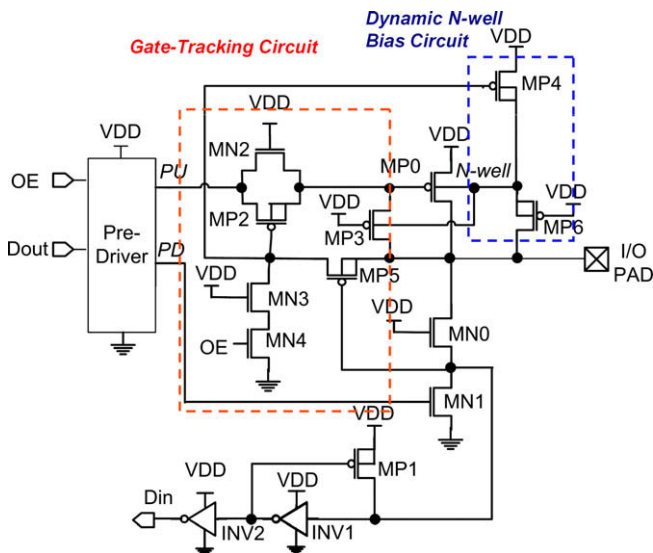 Dynamic N-well
Bias Circuit
Gate-Tracking Circuit
VDD
MP4
VDD
VDD
VDD
MN2
MP0
N-well
OE
PU
VDD
VDD
MP2
MP3
MP6
Dout
Pre-
Driver
PD
MP5
I/O
PAD
VDD
MN3
VDD
MN0
OE
MN4
MN1
VDD
MP1
VDD
VDD
Din
INV2
INV1